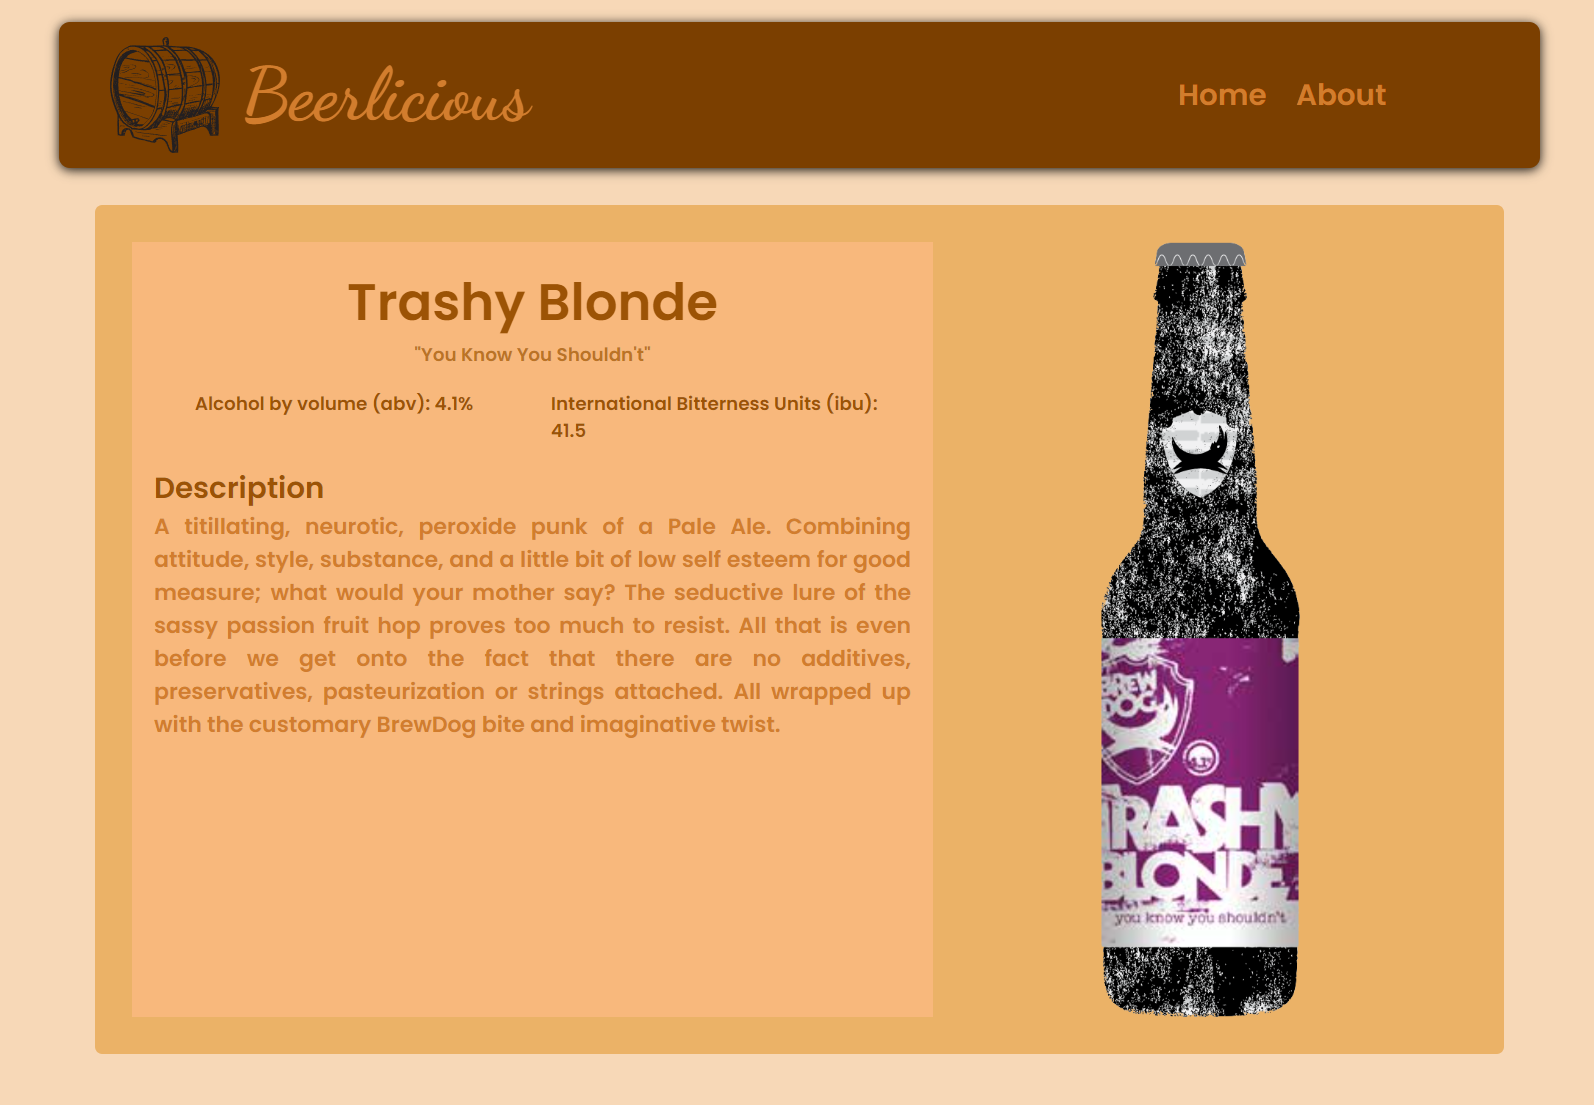 Beerlicious
Home About
Trashy Blonde
"You Know You Shouldn't"
Alcohol by volume (abv): 4.1%
International Bitterness Units (ibu):
41.5
Description
A titillating, neurotic, peroxide punk of a Pale Ale. Combining
attitude, style, substance, and a little bit of low self esteem for good
measure; what would your mother say? The seductive lure of the
sassy passion fruit hop proves too much to resist. All that is even
before we get onto the fact that there are no additives,
preservatives, pasteurization or strings attached. All wrapped up
with the customary BrewDog bite and imaginative twist.
BREW
DOG
TRASHY
BLONDE
you know you shouldn't